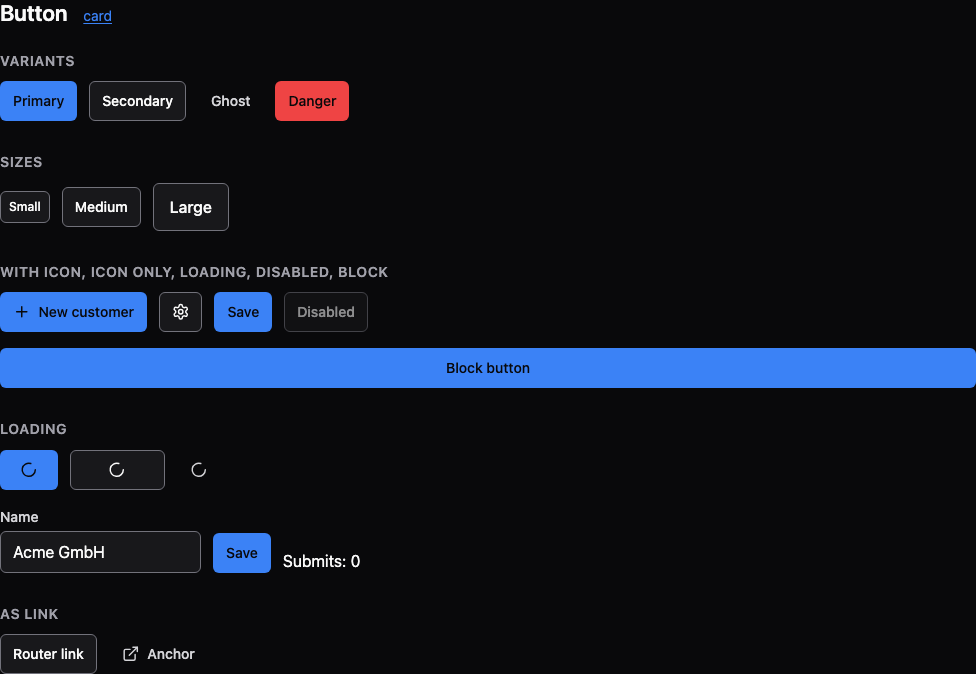 Button card
VARIANTS
Primary Secondary Ghost Danger
SIZES
Small Medium Large
WITH ICON, ICON ONLY, LOADING, DISABLED, BLOCK
New customer Save Disabled
Block button
LOADING
Name
Acme GmbH Save Submits: 0
AS LINK
Router link Anchor